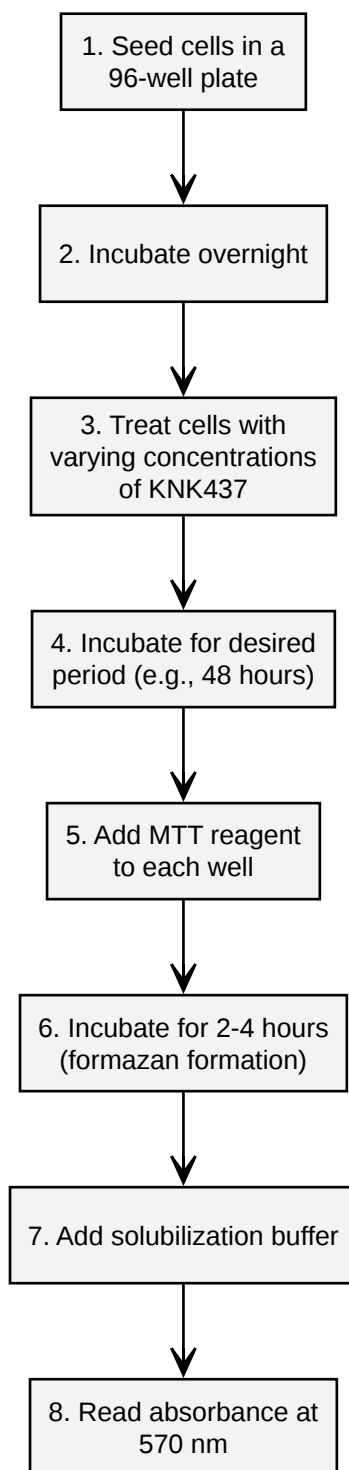 1. Seed cells in a
96-well plate
2. Incubate overnight
3. Treat cells with
varying concentrations
of KNK437
4. Incubate for desired
period (e.g., 48 hours)
5. Add MTT reagent
to each well
6. Incubate for 2-4 hours
(formazan formation)
7. Add solubilization buffer
8. Read absorbance at
570 nm